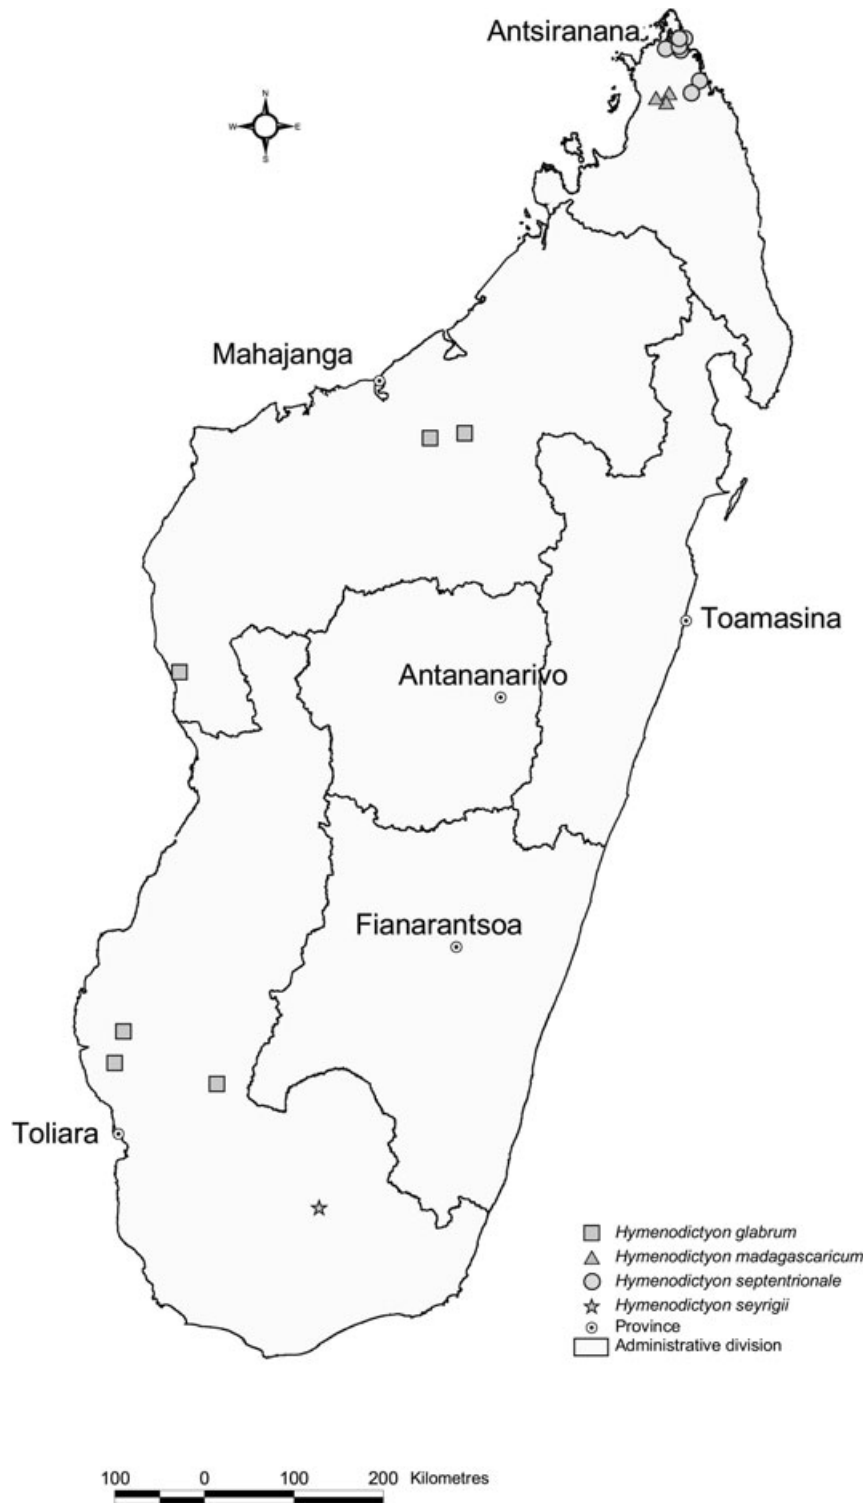 Antsiranana
N
W
E
S
Mahajanga
Toamasina
Antananarivo
Fianarantsoa
Toliara
Hymenodictyon glabrum
Hymenodictyon madagascaricum
Hymenodictyon septentrionale
Hymenodictyon seyrigii
Province
Administrative division
100 0 100 200 Kilometres